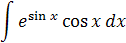 ∫ e^{sin x} cos x dx